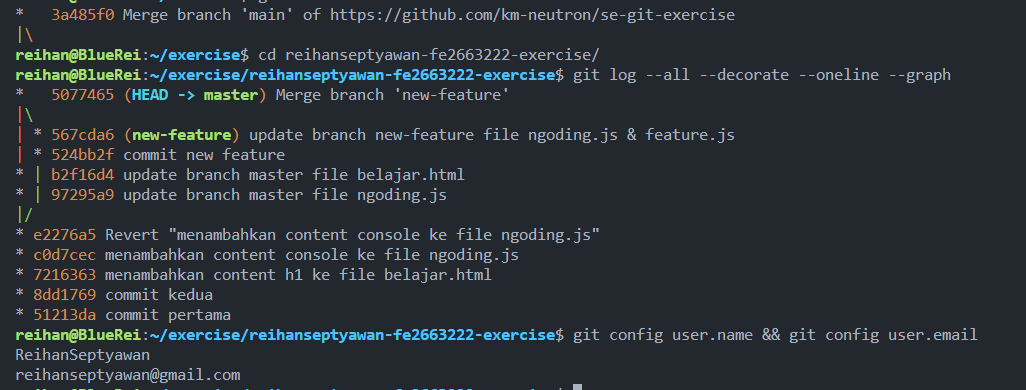 *   3a485f0 Merge branch 'main' of https://github.com/km-neutron/se-git-exercise
|\
reihan@BlueRei:~/exercise$ cd reihanseptyawan-fe2663222-exercise/
reihan@BlueRei:~/exercise/reihanseptyawan-fe2663222-exercise$ git log --all --decorate --oneline --graph
*   5077465 (HEAD -> master) Merge branch 'new-feature'
|\
| * 567cda6 (new-feature) update branch new-feature file ngoding.js & feature.js
| * 524bb2f commit new feature
* | b2f16d4 update branch master file belajar.html
* | 97295a9 update branch master file ngoding.js
|/
* e2276a5 Revert "menambahkan content console ke file ngoding.js"
* c0d7cec menambahkan content console ke file ngoding.js
* 7216363 menambahkan content h1 ke file belajar.html
* 8dd1769 commit kedua
* 51213da commit pertama
reihan@BlueRei:~/exercise/reihanseptyawan-fe2663222-exercise$ git config user.name && git config user.email
ReihanSeptyawan
reihanseptyawan@gmail.com